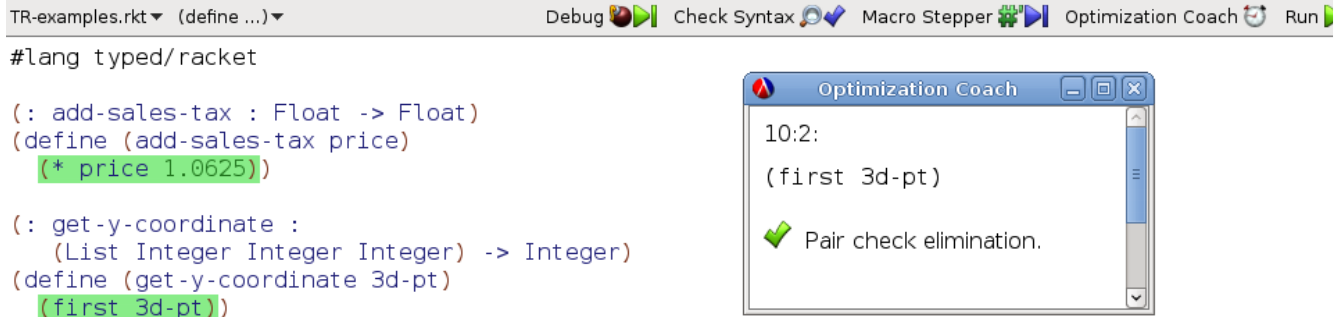 TR-examples.rkt (define ...) Debug Check Syntax Macro Stepper Optimization Coach Run
#lang typed/racket
(: add-sales-tax : Float -> Float)
(define (add-sales-tax price)
(* price 1.0625))
(: get-y-coordinate :
(List Integer Integer Integer) -> Integer)
(define (get-y-coordinate 3d-pt)
(first 3d-pt))
Optimization Coach
10:2:
(first 3d-pt)
Pair check elimination.